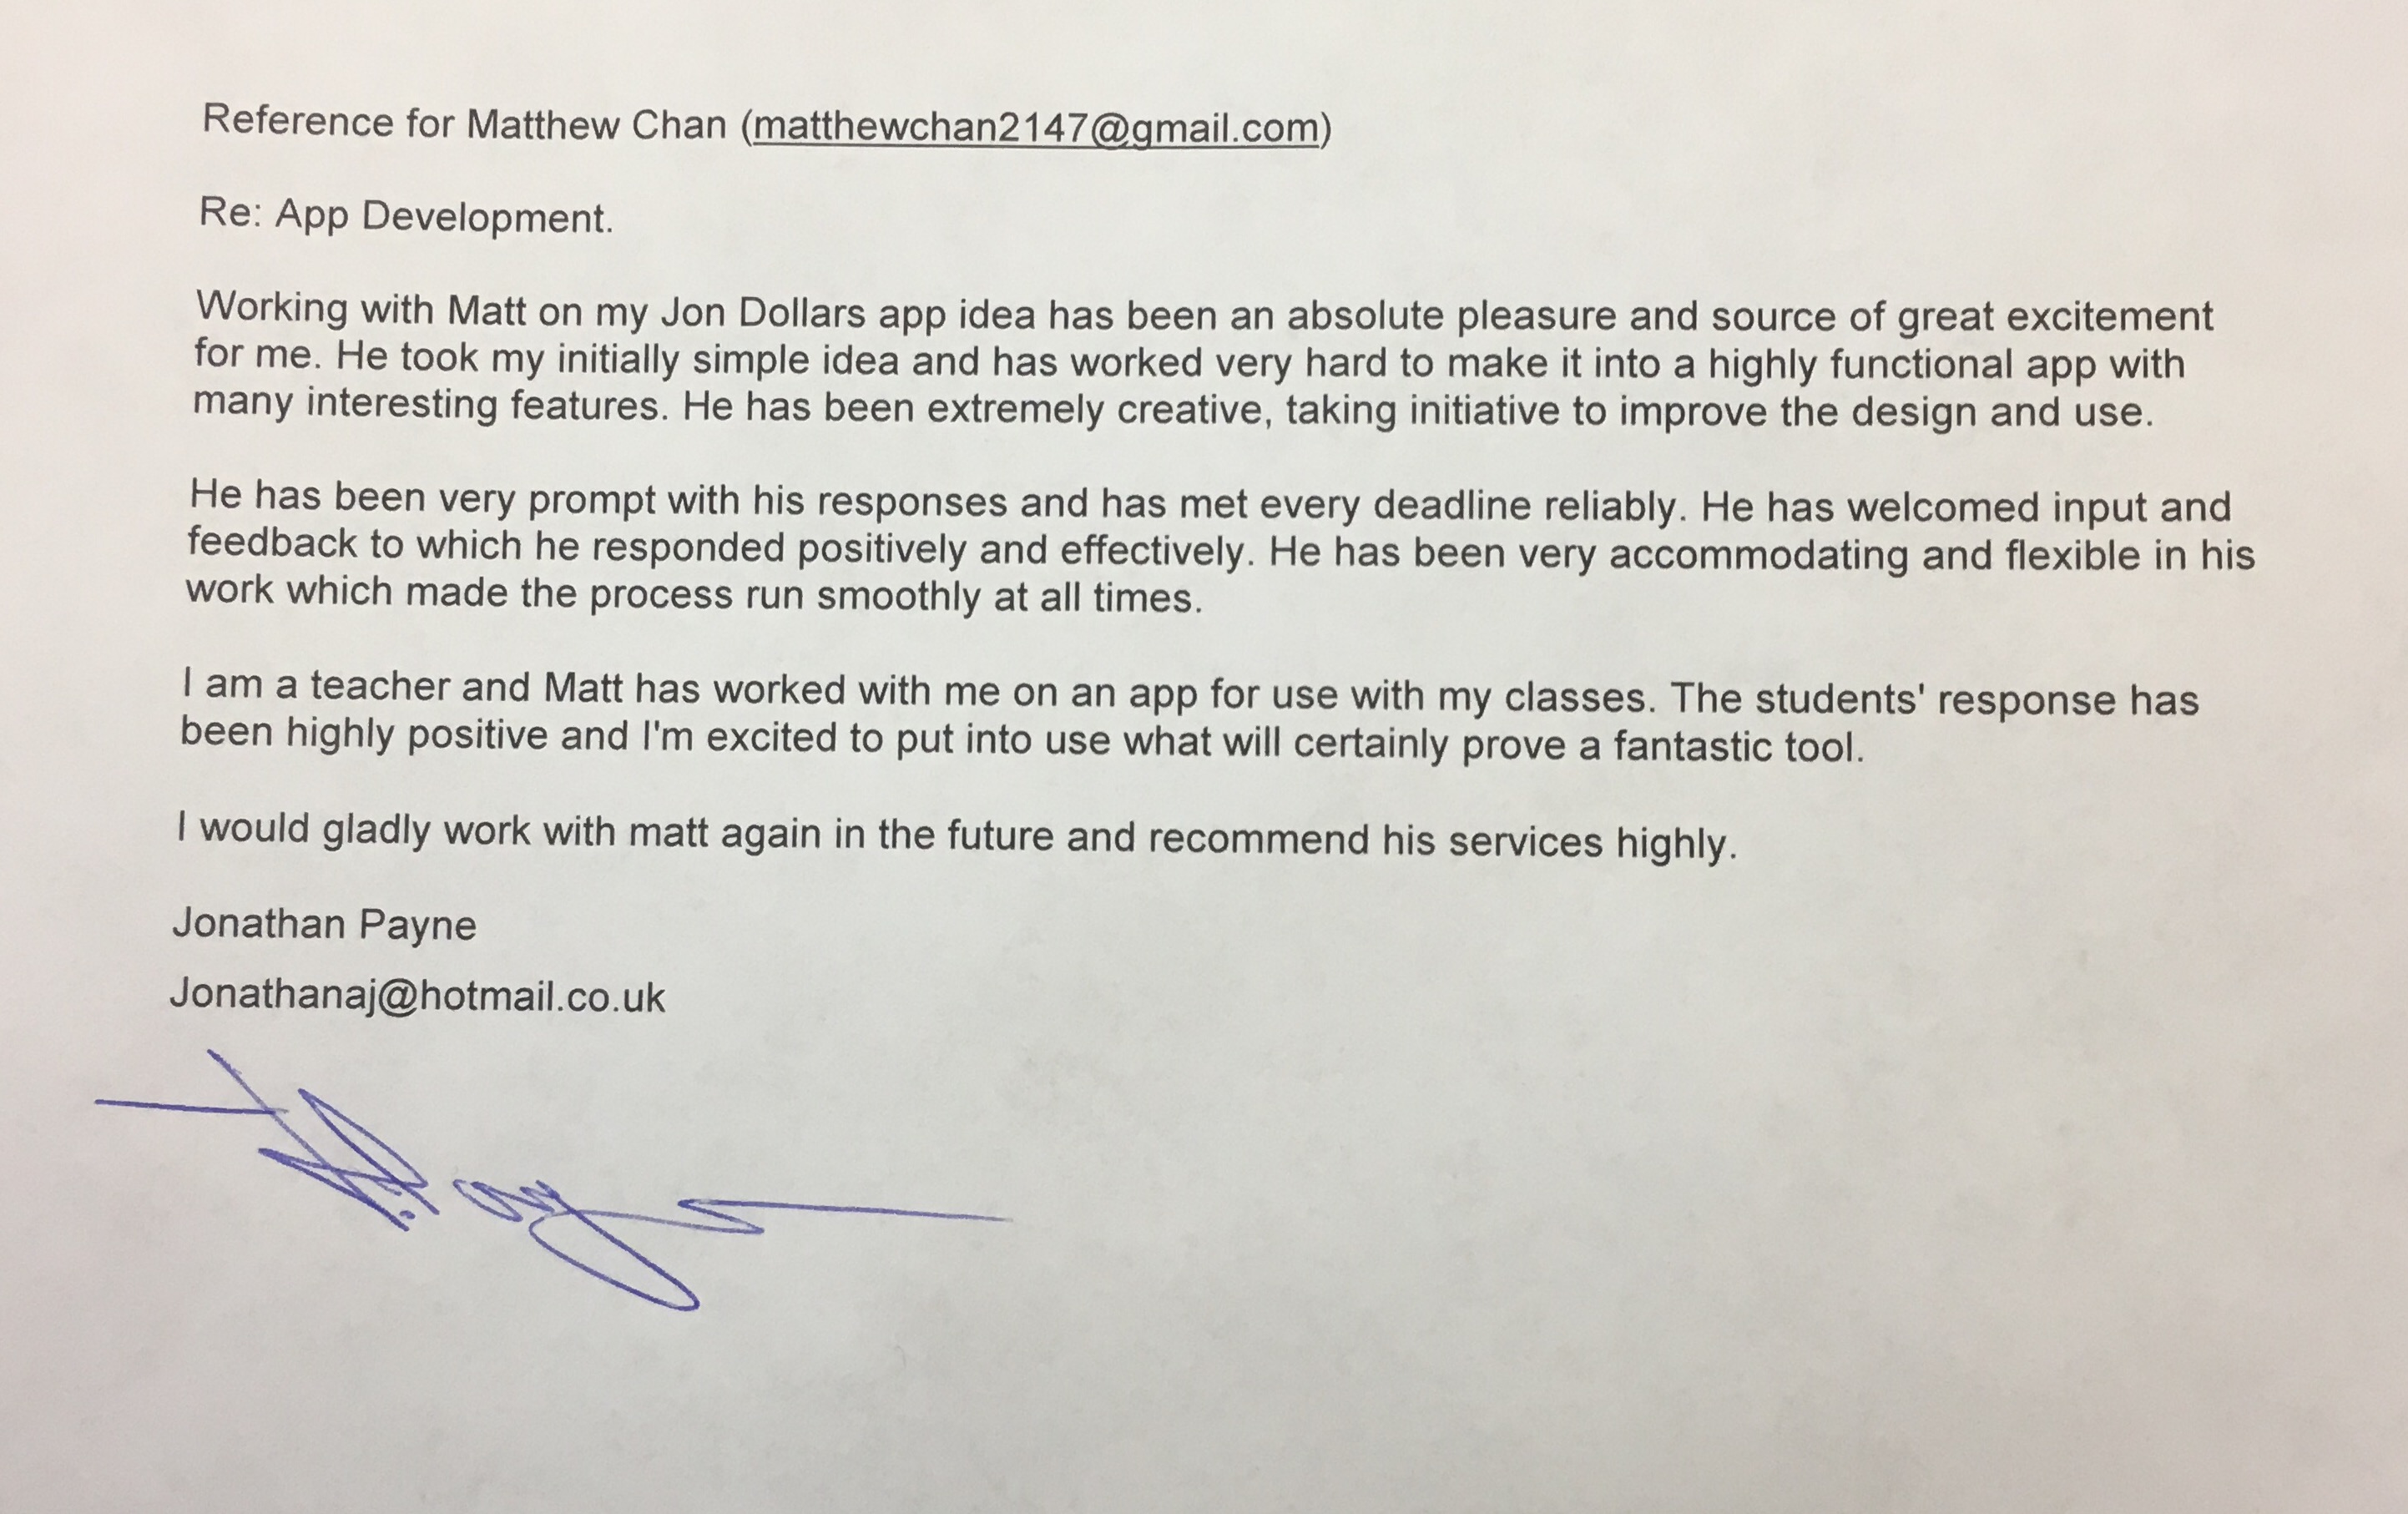 Reference for Matthew Chan (matthewchan2147@gmail.com)
Re: App Development.
Working with Matt on my Jon Dollars app idea has been an absolute pleasure and source of great excitement
for me. He took my initially simple idea and has worked very hard to make it into a highly functional app with
many interesting features. He has been extremely creative, taking initiative to improve the design and use.
He has been very prompt with his responses and has met every deadline reliably. He has welcomed input and
feedback to which he responded positively and effectively. He has been very accommodating and flexible in his
work which made the process run smoothly at all times.
I am a teacher and Matt has worked with me on an app for use with my classes. The students' response has
been highly positive and I'm excited to put into use what will certainly prove a fantastic tool.
I would gladly work with matt again in the future and recommend his services highly.
Jonathan Payne
Jonathanaj@hotmail.co.uk